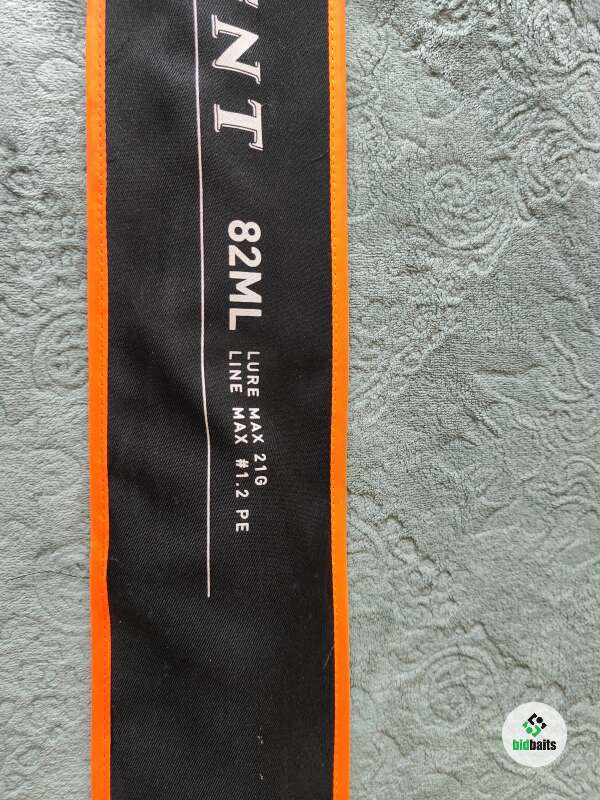 NT
82ML
LURE MAX 21G
LINE MAX #1.2 PE
bidbaits